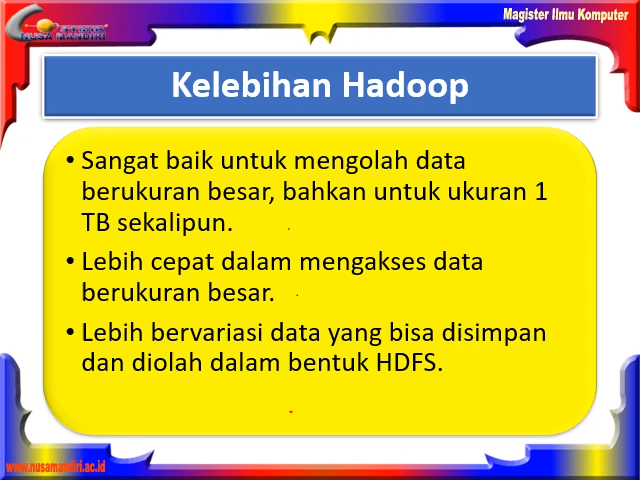 NUSA MANDIRI
Magister Ilmu Komputer
Kelebihan Hadoop
• Sangat baik untuk mengolah data
berukuran besar, bahkan untuk ukuran 1
TB sekalipun.
• Lebih cepat dalam mengakses data
berukuran besar.
• Lebih bervariasi data yang bisa disimpan
dan diolah dalam bentuk HDFS.
www.nusamandiri.ac.id